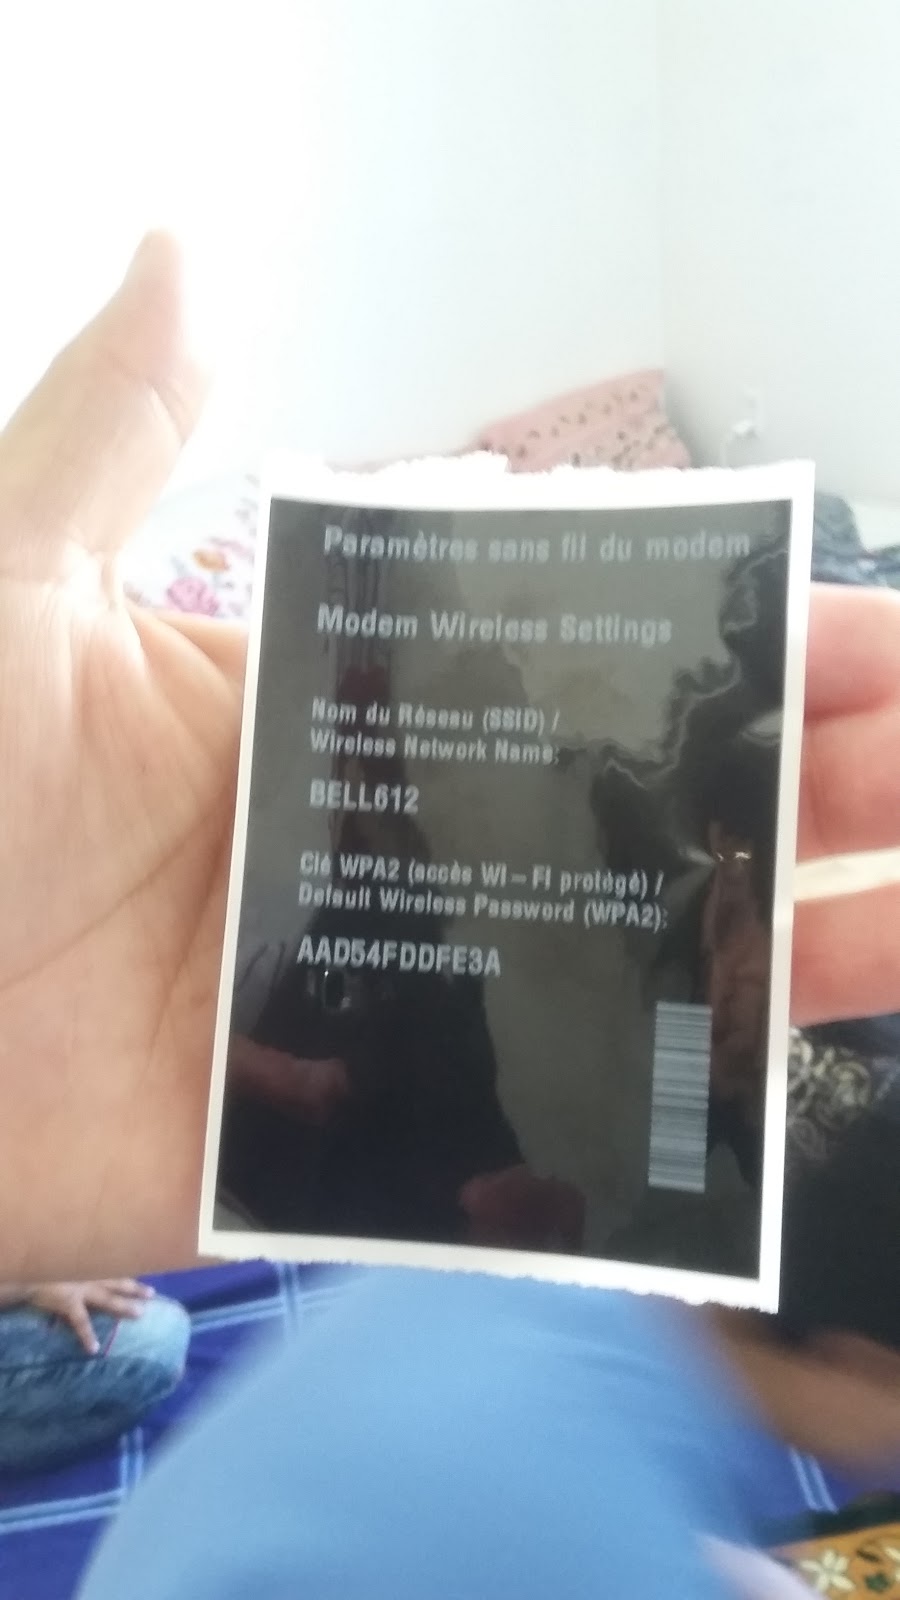 Paramètres sans fil du modem
Modem Wireless Settings
Nom du Réseau (SSID) /
Wireless Network Name:
BELL612
Clé WPA2 (accès WI-FI protégé) /
Default Wireless Password (WPA2):
AAD54FDDFE3A